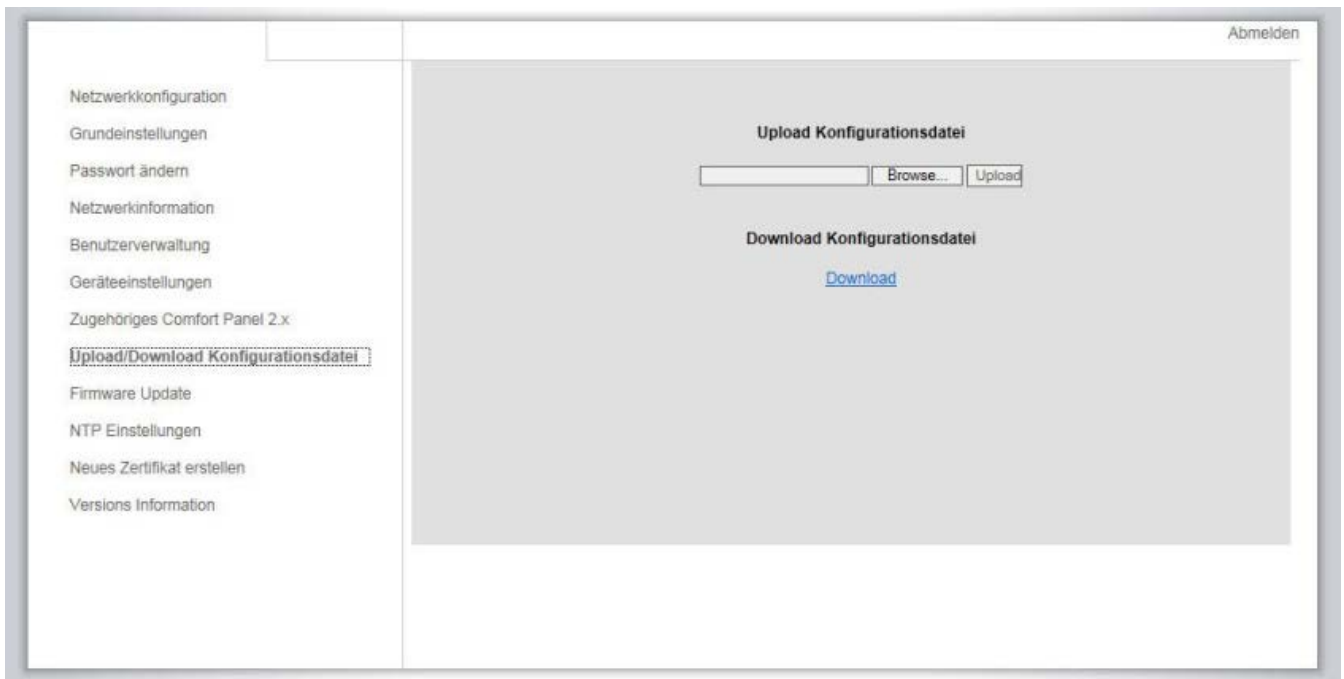 Abmelden
Netzwerkkonfiguration
Grundeinstellungen
Passwort ändern
Netzwerkinformation
Benutzerverwaltung
Geräteeinstellungen
Zugehöriges Comfort Panel 2.x
Upload/Download Konfigurationsdatei
Firmware Update
NTP Einstellungen
Neues Zertifikat erstellen
Versions Information
Upload Konfigurationsdatei
Browse... Upload
Download Konfigurationsdatei
Download